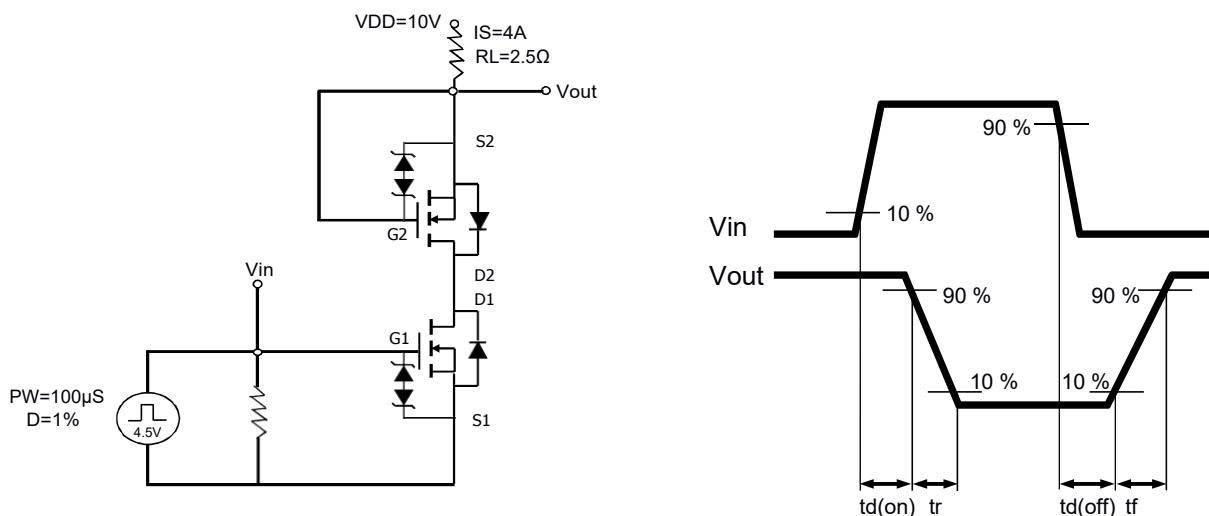 VDD=10V
IS=4A
RL=2.5Ω
Vout
S2
G2
Vin
D2
D1
G1
PW=100μS
D=1%
4.5V
S1
90 %
10 %
Vin
Vout
90 %
90 %
10 %
10 %
td(on)
tr
td(off)
tf